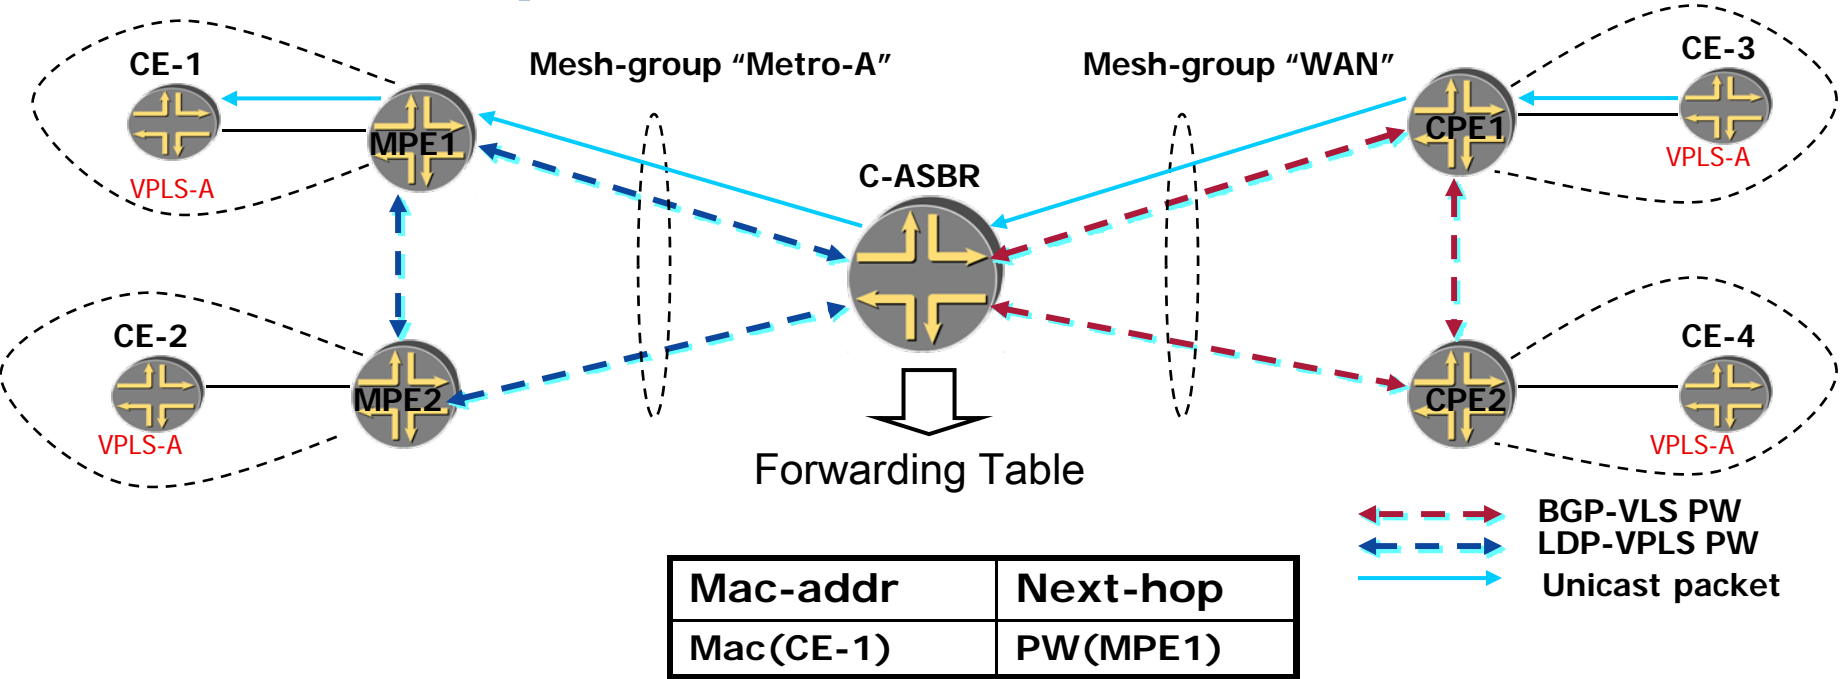 Mesh-group “Metro-A”
Mesh-group “WAN”
CE-1
CE-3
MPE1
CPE1
VPLS-A
VPLS-A
C-ASBR
CE-2
CE-4
MPE2
CPE2
VPLS-A
VPLS-A
Forwarding Table
BGP-VLS PW
LDP-VPLS PW
Unicast packet
Mac-addr Next-hop
Mac(CE-1) PW(MPE1)